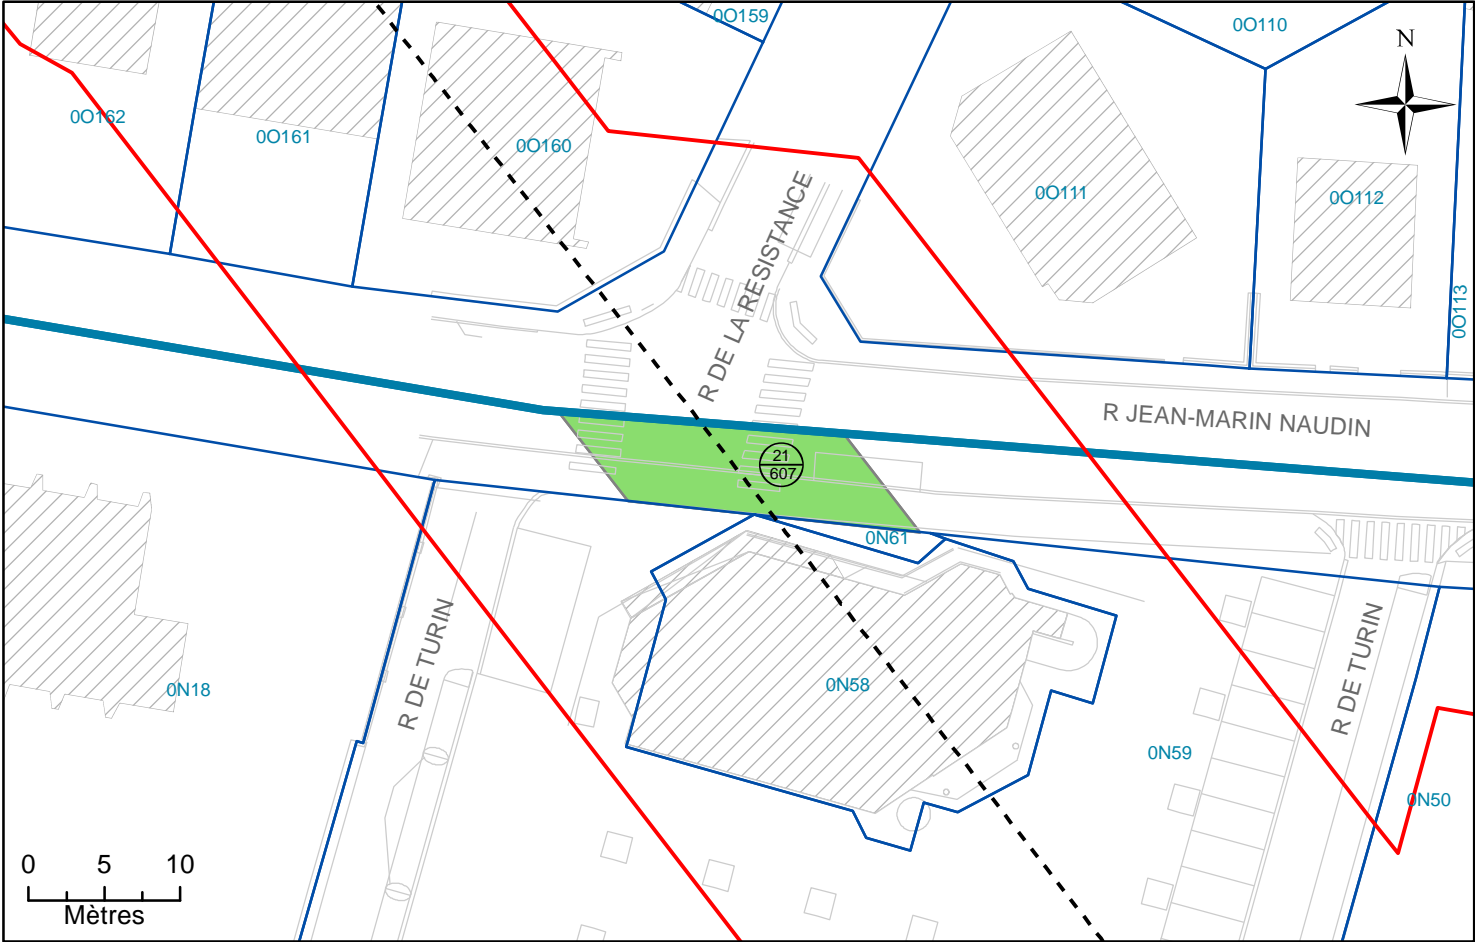 0O159
0O110
N
0O162
0O161
0O160
0O111
0O112
R DE LA RESISTANCE
0O113
R JEAN-MARIN NAUDIN
21
607
0N61
R DE TURIN
0N18
0N58
R DE TURIN
0N59
0N50
0 5 10
Mètres